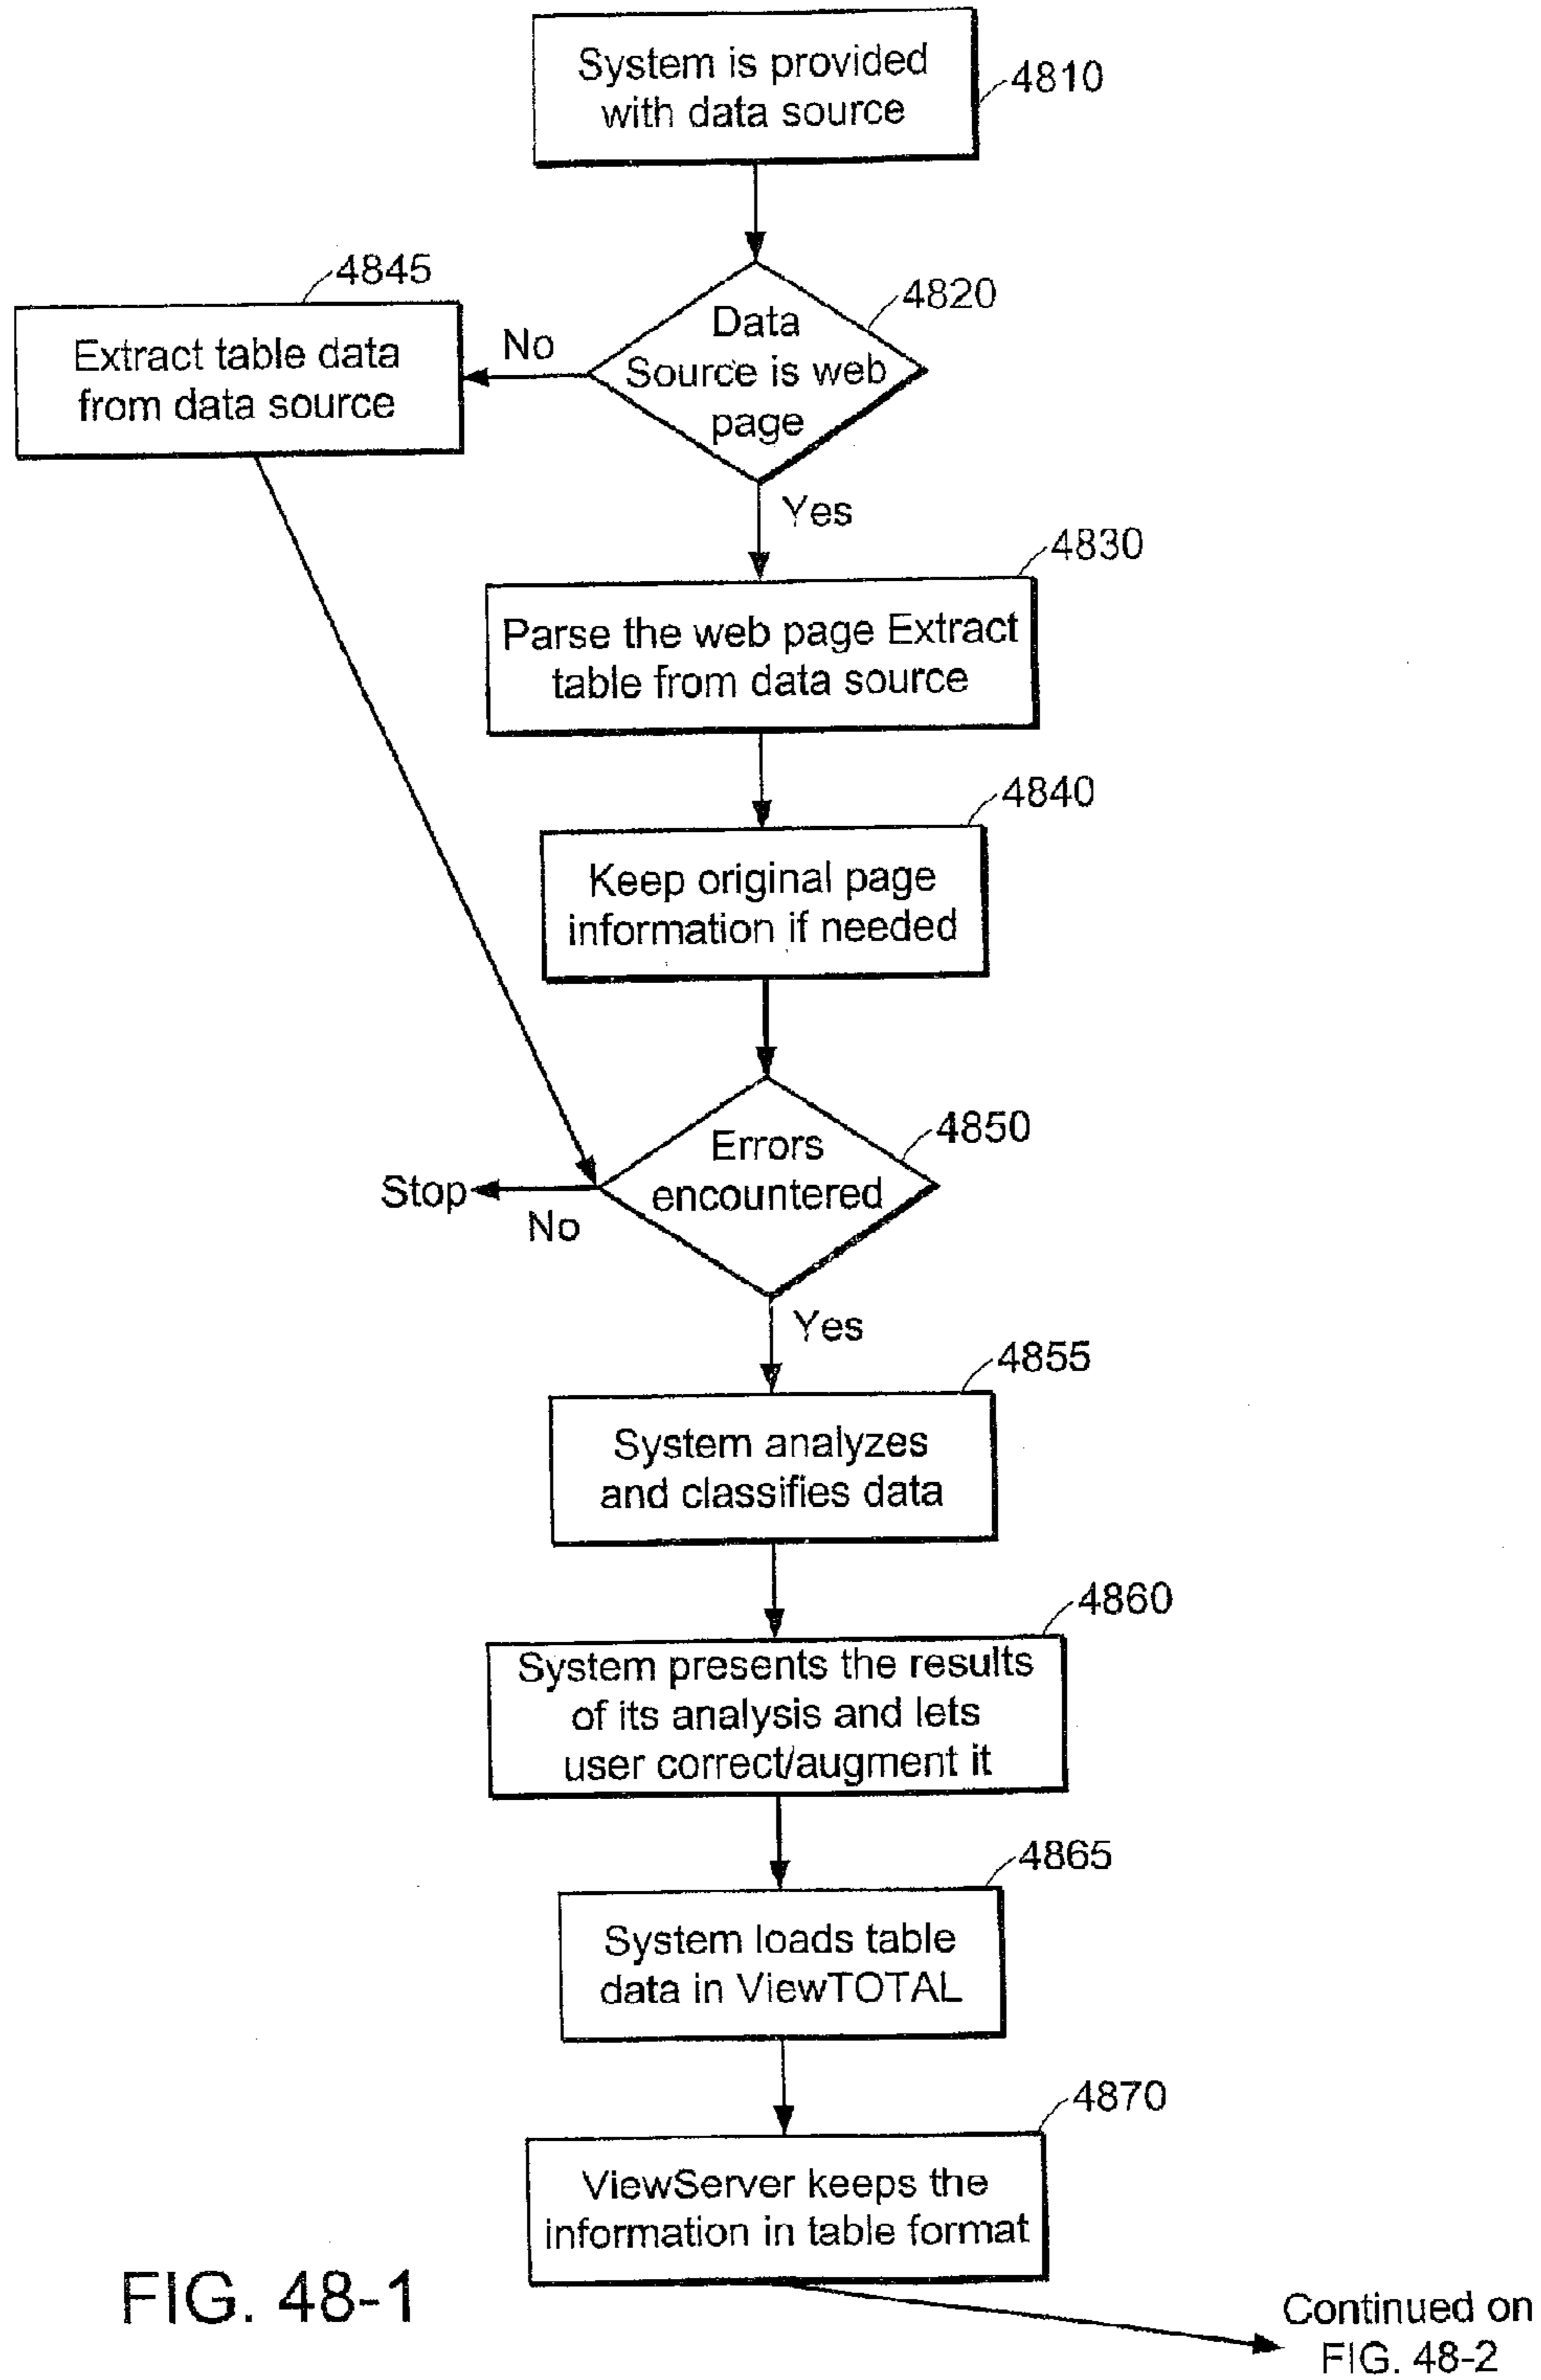 System is provided
with data source
4810
4845
4820
Extract table data
from data source
No
Data
Source is web
page
Yes
4830
Parse the web page Extract
table from data source
4840
Keep original page
information if needed
4850
Errors
encountered
Stop
No
Yes
4855
System analyzes
and classifies data
4860
System presents the results
of its analysis and lets
user correct/augment it
4865
System loads table
data in ViewTOTAL
4870
ViewServer keeps the
information in table format
FIG. 48-1
Continued on
FIG. 48-2